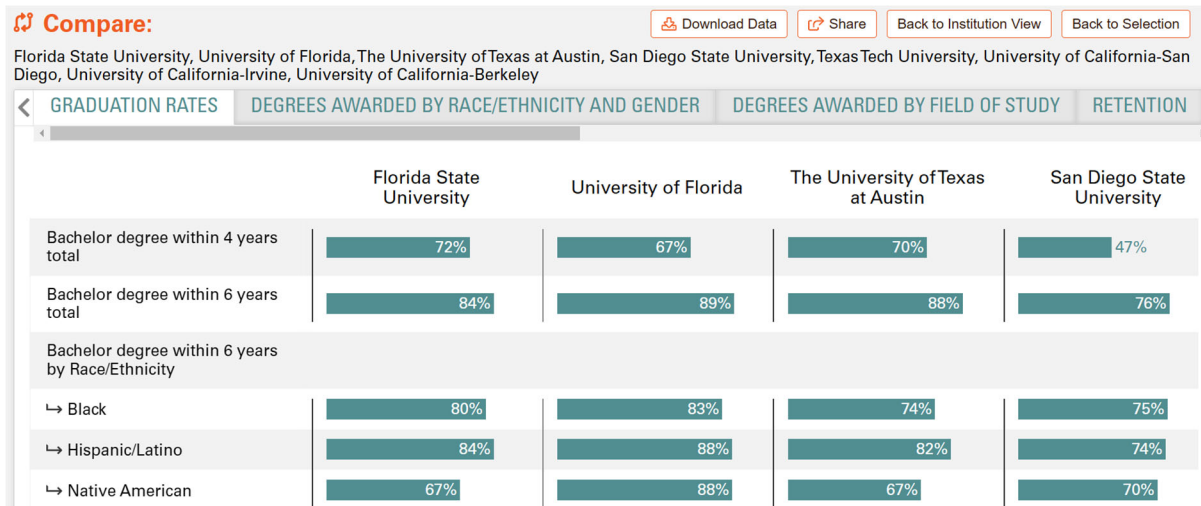 Compare:
Download Data
Share
Back to Institution View
Back to Selection
Florida State University, University of Florida, The University of Texas at Austin, San Diego State University, Texas Tech University, University of California-San
Diego, University of California-Irvine, University of California-Berkeley
GRADUATION RATES
DEGREES AWARDED BY RACE/ETHNICITY AND GENDER
DEGREES AWARDED BY FIELD OF STUDY
RETENTION
Florida State
University
University of Florida
The University of Texas
at Austin
San Diego State
University
Bachelor degree within 4 years
total
72%
67%
70%
47%
Bachelor degree within 6 years
total
84%
89%
88%
76%
Bachelor degree within 6 years
by Race/Ethnicity
↪ Black
80%
83%
74%
75%
↪ Hispanic/Latino
84%
88%
82%
74%
↪ Native American
67%
88%
67%
70%